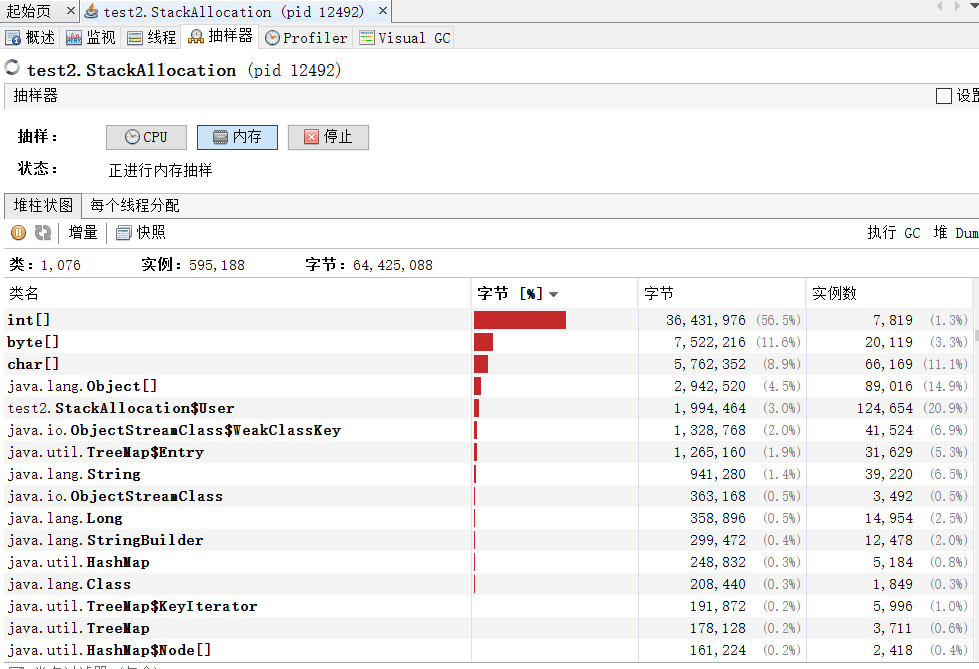 起始页 × test2.StackAllocation (pid 12492) ×
概述 监视 线程 抽样器 Profiler Visual GC
test2.StackAllocation (pid 12492)
抽样器 设置
抽样： CPU 内存 停止
状态： 正进行内存抽样
堆柱状图 每个线程分配
增量 快照 执行 GC 堆 Dum
类：1,076 实例：595,188 字节：64,425,088
类名 字节 [%] 字节 实例数
int[] 36,431,976 (56.5%) 7,819 (1.3%)
byte[] 7,522,216 (11.6%) 20,119 (3.3%)
char[] 5,762,352 (8.9%) 66,169 (11.1%)
java.lang.Object[] 2,942,520 (4.5%) 89,016 (14.9%)
test2.StackAllocation$User 1,994,464 (3.0%) 124,654 (20.9%)
java.io.ObjectStreamClass$WeakClassKey 1,328,768 (2.0%) 41,524 (6.9%)
java.util.TreeMap$Entry 1,265,160 (1.9%) 31,629 (5.3%)
java.lang.String 941,280 (1.4%) 39,220 (6.5%)
java.io.ObjectStreamClass 363,168 (0.5%) 3,492 (0.5%)
java.lang.Long 358,896 (0.5%) 14,954 (2.5%)
java.lang.StringBuilder 299,472 (0.4%) 12,478 (2.0%)
java.util.HashMap 248,832 (0.3%) 5,184 (0.8%)
java.lang.Class 208,440 (0.3%) 1,849 (0.3%)
java.util.TreeMap$KeyIterator 191,872 (0.2%) 5,996 (1.0%)
java.util.TreeMap 178,128 (0.2%) 3,711 (0.6%)
java.util.HashMap$Node[] 161,224 (0.2%) 2,418 (0.4%)